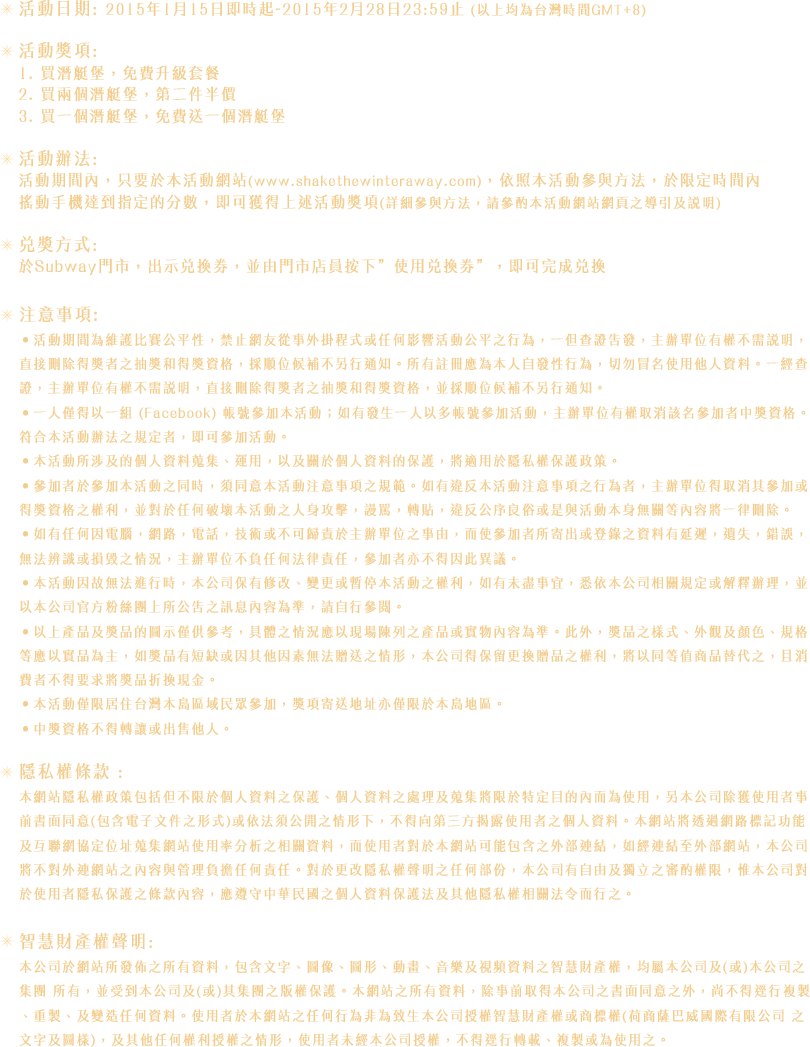 ✳ 活動日期: 2015年1月15日即時起-2015年2月28日23:59止 (以上均為台灣時間GMT+8)
✳ 活動獎項:
1. 買潛艇堡，免費升級套餐
2. 買兩個潛艇堡，第二件半價
3. 買一個潛艇堡，免費送一個潛艇堡
✳ 活動辦法:
活動期間內，只要於本活動網站(www.shakethewinteraway.com)，依照本活動參與方法，於限定時間內
搖動手機達到指定的分數，即可獲得上述活動獎項(詳細參與方法，請參酌本活動網站網頁之導引及説明)
✳ 兑獎方式:
於Subway門市，出示兑換券，並由門市店員按下”使用兑換券”，即可完成兑換
✳ 注意事項:
●活動期間為維護比賽公平性，禁止網友從事外掛程式或任何影響活動公平之行為，一但查證告發，主辦單位有權不需説明，
直接刪除得獎者之抽獎和得獎資格，採順位候補不另行通知。所有註冊應為本人自發性行為，切勿冒名使用他人資料。一經查
證，主辦單位有權不需説明，直接刪除得獎者之抽獎和得獎資格，並採順位候補不另行通知。
●一人僅得以一組 (Facebook) 帳號參加本活動；如有發生一人以多帳號參加活動，主辦單位有權取消該名參加者中獎資格。
符合本活動辦法之規定者，即可參加活動。
●本活動所涉及的個人資料蒐集、運用，以及關於個人資料的保護，將適用於隱私權保護政策。
●參加者於參加本活動之同時，須同意本活動注意事項之規範。如有違反本活動注意事項之行為者，主辦單位得取消其參加或
得獎資格之權利，並對於任何破壞本活動之人身攻擊，謾罵，轉貼，違反公序良俗或是與活動本身無關等內容將一律刪除。
●如有任何因電腦，網路，電話，技術或不可歸責於主辦單位之事由，而使參加者所寄出或登錄之資料有延遲，遺失，錯誤，
無法辨識或損毀之情況，主辦單位不負任何法律責任，參加者亦不得因此異議。
●本活動因故無法進行時，本公司保有修改、變更或暫停本活動之權利，如有未盡事宜，悉依本公司相關規定或解釋辦理，並
以本公司官方粉絲團上所公告之訊息內容為準，請自行參閱。
●以上產品及獎品的圖示僅供參考，具體之情況應以現場陳列之產品或實物內容為準。此外，獎品之樣式、外觀及顏色、規格
等應以實品為主，如獎品有短缺或因其他因素無法贈送之情形，本公司得保留更換贈品之權利，將以同等值商品替代之，且消
費者不得要求將獎品折換現金。
●本活動僅限居住台灣本島區域民眾參加，獎項寄送地址亦僅限於本島地區。
●中獎資格不得轉讓或出售他人。
✳ 隱私權條款：
本網站隱私權政策包括但不限於個人資料之保護、個人資料之處理及蒐集將限於特定目的內而為使用，另本公司除獲使用者事
前書面同意(包含電子文件之形式)或依法須公開之情形下，不得向第三方揭露使用者之個人資料。本網站將透過網路標記功能
及互聯網協定位址蒐集網站使用率分析之相關資料，而使用者對於本網站可能包含之外部連結，如經連結至外部網站，本公司
將不對外連網站之內容與管理負擔任何責任。對於更改隱私權聲明之任何部份，本公司有自由及獨立之審酌權限，惟本公司對
於使用者隱私保護之條款內容，應遵守中華民國之個人資料保護法及其他隱私權相關法令而行之。
✳ 智慧財產權聲明:
本公司於網站所發佈之所有資料，包含文字、圖像、圖形、動畫、音樂及視頻資料之智慧財產權，均屬本公司及(或)本公司之
集團 所有，並受到本公司及(或)其集團之版權保護。本網站之所有資料，除事前取得本公司之書面同意之外，尚不得逕行複製
、重製、及變造任何資料。使用者於本網站之任何行為非為致生本公司授權智慧財產權或商標權(荷商薩巴威國際有限公司 之
文字及圖樣)，及其他任何權利授權之情形，使用者未經本公司授權，不得逕行轉載、複製或為使用之。